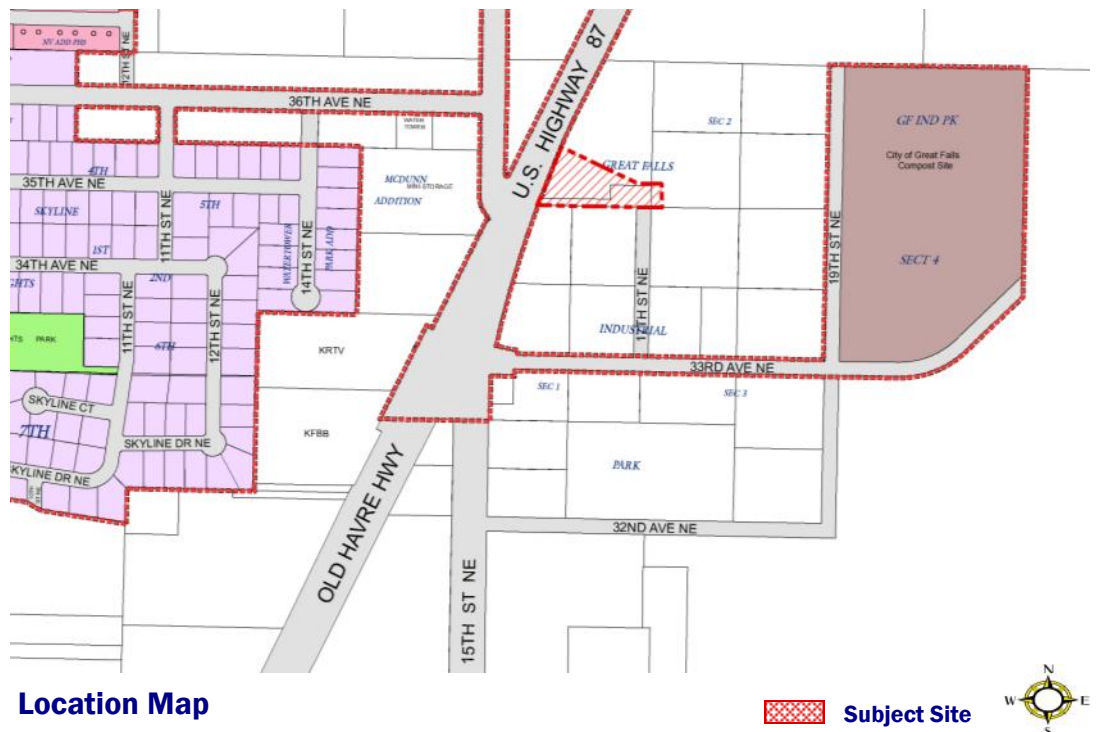 NV ADD PH3
12TH ST NE
U.S. HIGHWAY 87
36TH AVE NE
WATER
TOWER
SEC 2
GF IND PK
City of Great Falls
Compost Site
4TH
GREAT FALLS
35TH AVE NE
MCDUNN
MINI STORAGE
ADDITION
SKYLINE
5TH
11TH ST NE
1ST
WATERTOWER
PARK ADD
14TH ST NE
34TH AVE NE
2ND
19TH ST NE
SECT 4
GHTS
17TH ST NE
11TH ST NE
12TH ST NE
INDUSTRIAL
HTS PARK
6TH
KRTV
33RD AVE NE
SEC 1
SEC 3
SKYLINE CT
7TH
KFBB
SKYLINE DR NE
PARK
SKYLINE DR NE
OLD HAVRE HWY
32ND AVE NE
15TH ST NE
N
W E
S
Location Map
Subject Site